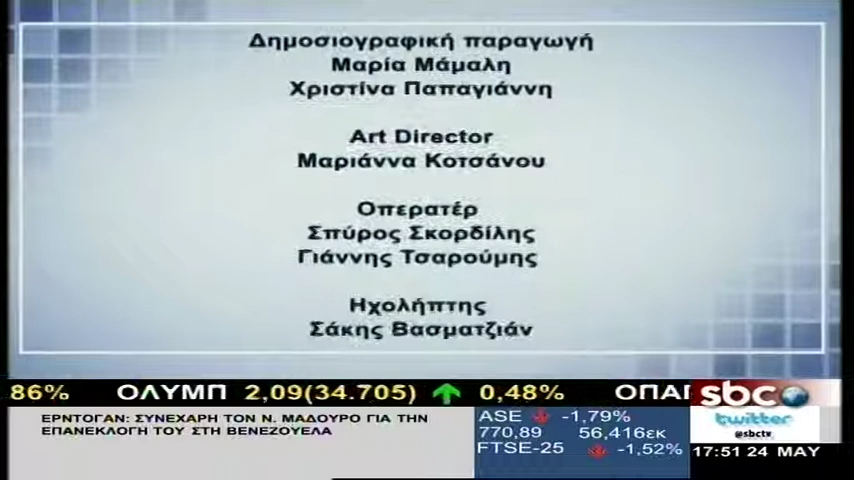 Δημοσιογραφική παραγωγή
Μαρία Μάμαλη
Χριστίνα Παπαγιάννη
Art Director
Μαριάννα Κοτσάνου
Οπερατέρ
Σπύρος Σκορδίλης
Γιάννης Τσαρούμης
Ηχολήπτης
Σάκης Βασματζιάν
86% ΟΛΥΜΠ 2,09(34.705) 0,48% ΟΠΑΠ
sbc
twitter
@sbctv
ΕΡΝΤΟΓΑΝ: ΣΥΝΕΧΑΡΗ ΤΟΝ Ν. ΜΑΔΟΥΡΟ ΓΙΑ ΤΗΝ
ΕΠΑΝΕΚΛΟΓΗ ΤΟΥ ΣΤΗ ΒΕΝΕΖΟΥΕΛΑ
ASE -1,79%
770,89 56,416εκ
FTSE-25 -1,52%
17:51 24 MAY